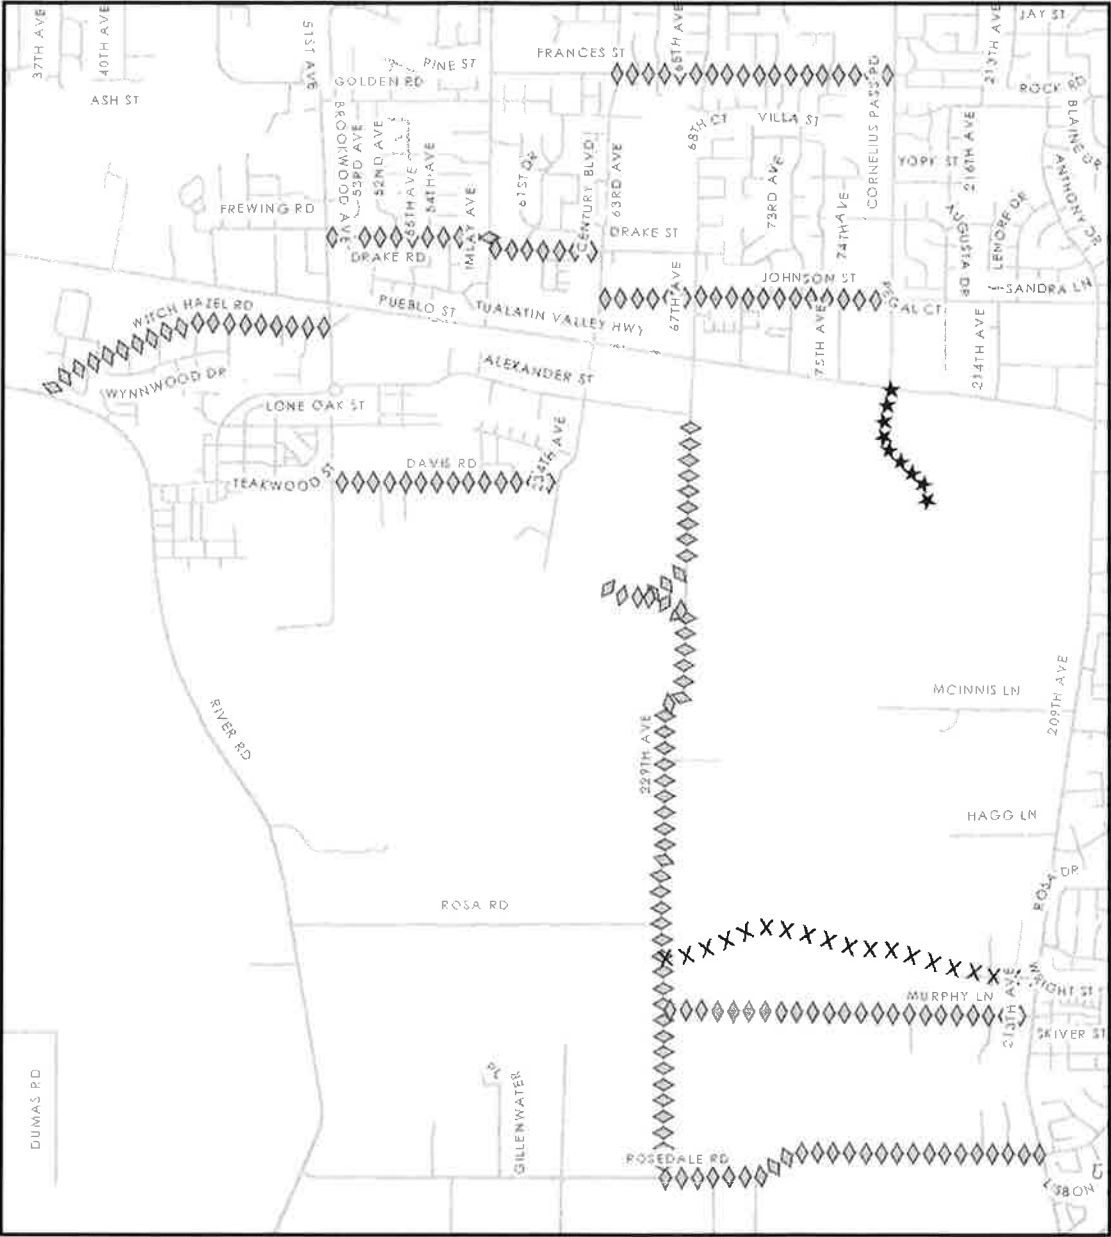 37TH AVE
40TH AVE
51ST AVE
65TH AVE
213TH AVE
JAY ST
FRANCES ST
PINE ST
GOLDEN RD
ASH ST
ROCK RD
BROOKWOOD AVE
53RD AVE
52ND AVE
55TH AVE
54TH AVE
IMLAY AVE
61ST DR
CENTURY BLVD
63RD AVE
68TH CT
VILLA ST
73RD AVE
74TH AVE
CORNELIUS PASS RD
YORK ST
216TH AVE
BLAINE DR
ANTHONY DR
AUGUSTA DR
LENORE DR
FREWING RD
DRAKE ST
DRAKE RD
JOHNSON ST
SANDRA LN
67TH AVE
75TH AVE
214TH AVE
WITCH HAZEL RD
PUEBLO ST
TUALATIN VALLEY HWY
ALEXANDER ST
WYNNWOOD DR
LONE OAK ST
DAVIS RD
TEAKWOOD ST
234TH AVE
RIVER RD
229TH AVE
MCINNIS LN
209TH AVE
HAGG LN
ROSA DR
ROSA RD
WRIGHT ST
MURPHY LN
213TH AVE
SKIVER ST
DUMAS RD
PL
GILLENWATER
ROSEDALE RD
LISBON